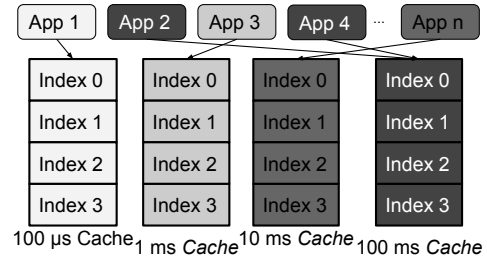 App 1 App 2 App 3 App 4 ... App n
Index 0 Index 0 Index 0 Index 0
Index 1 Index 1 Index 1 Index 1
Index 2 Index 2 Index 2 Index 2
Index 3 Index 3 Index 3 Index 3
100 µs Cache 1 ms Cache 10 ms Cache 100 ms Cache